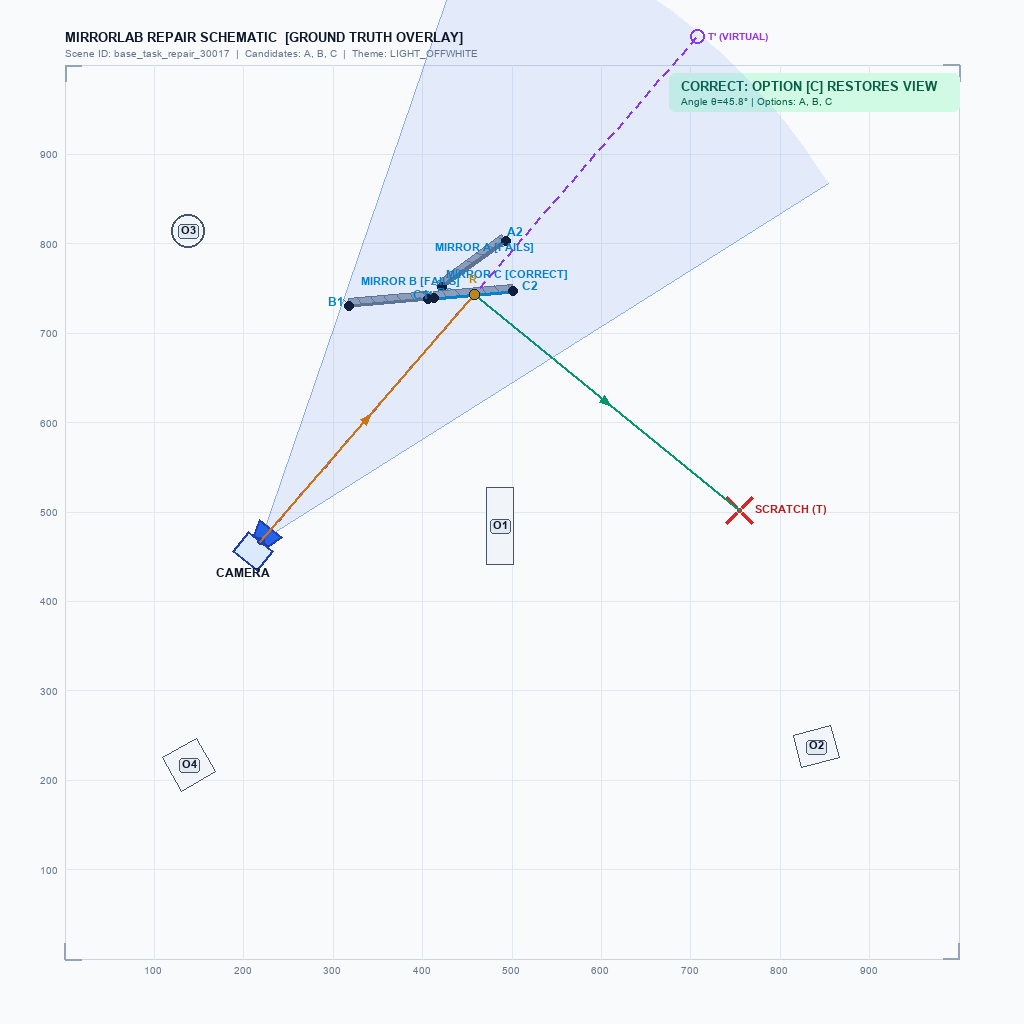 MIRRORLAB REPAIR SCHEMATIC [GROUND TRUTH OVERLAY]
Scene ID: base_task_repair_30017 | Candidates: A, B, C | Theme: LIGHT_OFFWHITE
T' (VIRTUAL)
CORRECT: OPTION [C] RESTORES VIEW
Angle θ=45.8° | Options: A, B, C
900
O3
A2
800
MIRROR A [FAILS]
MIRROR C [CORRECT]
MIRROR B [FAILS]
R
C2
B1
700
600
500
SCRATCH (T)
O1
CAMERA
400
300
O2
O4
200
100
100 200 300 400 500 600 700 800 900